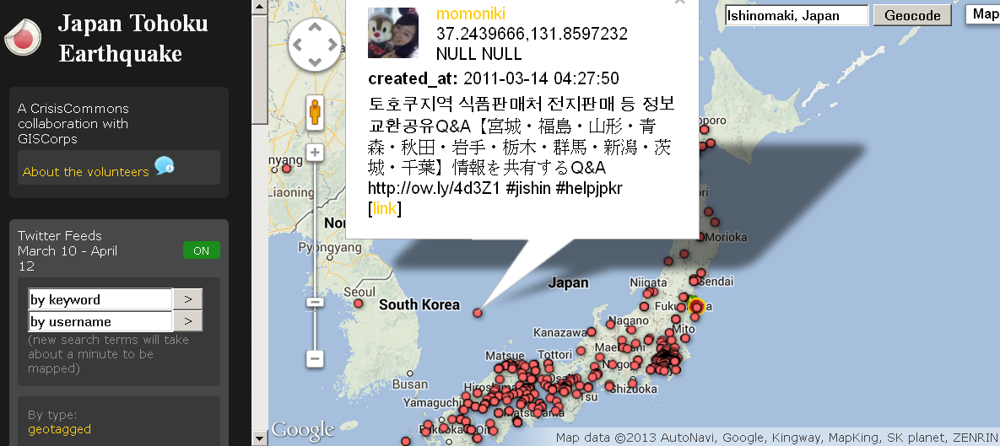 Japan Tohoku
Earthquake
A CrisisCommons
collaboration with
GISCorps
About the volunteers
Twitter Feeds
March 10 - April
12
ON
by keyword
>
by username
>
(new search terms will take
about a minute to be
mapped)
By type:
geotagged
momoniki
37.2439666,131.8597232
NULL NULL
created_at: 2011-03-14 04:27:50
토호쿠지역 식품판매처 전지판매 등 정보
교환공유Q&A【宮城・福島・山形・青
森・秋田・岩手・栃木・群馬・新潟・茨
城・千葉】情報を共有するQ&A
http://ow.ly/4d3Z1 #jishin #helpjpkr
[link]
Ishinomaki, Japan
Geocode
Map
Liaoning
Pyongyang
Seoul
South Korea
Busan
Japan
Morioka
Sendai
Niigata
Nagano
Mito
Kanazawa
Tottori
Matsue
Shizuoka
Tsu
Yamaguchi
Google
Map data ©2013 AutoNavi, Google, Kingway, MapKing, SK planet, ZENRIN